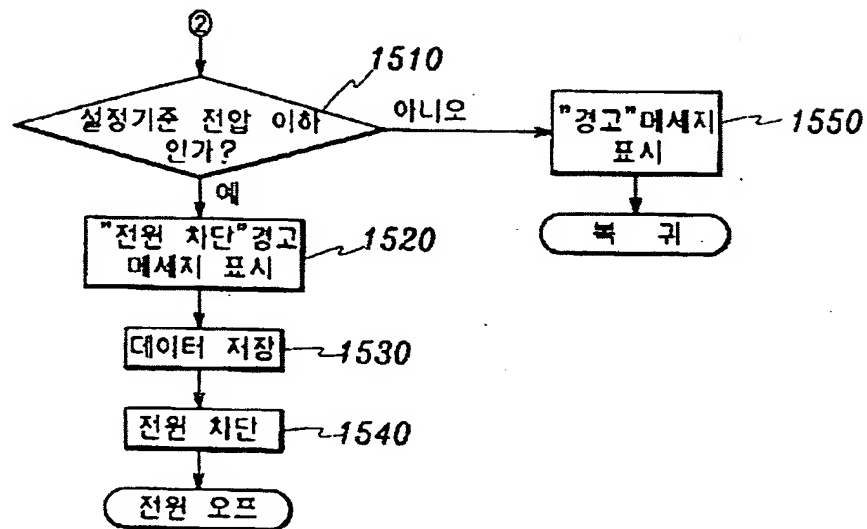 ②
1510
설정기준 전압 이하
인가?
아니오
"경고"메세지
표시
1550
예
복 귀
"전원 차단"경고
메세지 표시
1520
데이터 저장
1530
전원 차단
1540
전원 오프